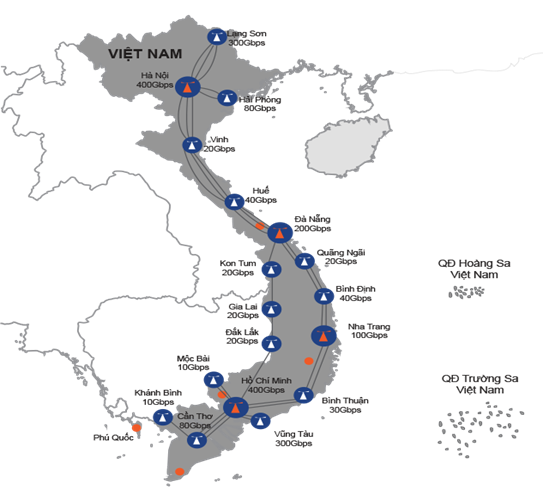 Lạng Sơn
300Gbps
VIỆT NAM
Hà Nội
400Gbps
Hải Phòng
80Gbps
Vinh
20Gbps
Huế
40Gbps
Đà Nẵng
200Gbps
Quãng Ngãi
20Gbps
Kon Tum
20Gbps
QĐ Hoàng Sa
Việt Nam
Bình Định
40Gbps
Gia Lai
20Gbps
Nha Trang
100Gbps
Đắk Lắk
20Gbps
Mộc Bài
10Gbps
QĐ Trường Sa
Việt Nam
Hồ Chí Minh
400Gbps
Khánh Bình
10Gbps
Bình Thuận
30Gbps
Cần Thơ
80Gbps
Vũng Tàu
300Gbps
Phú Quốc